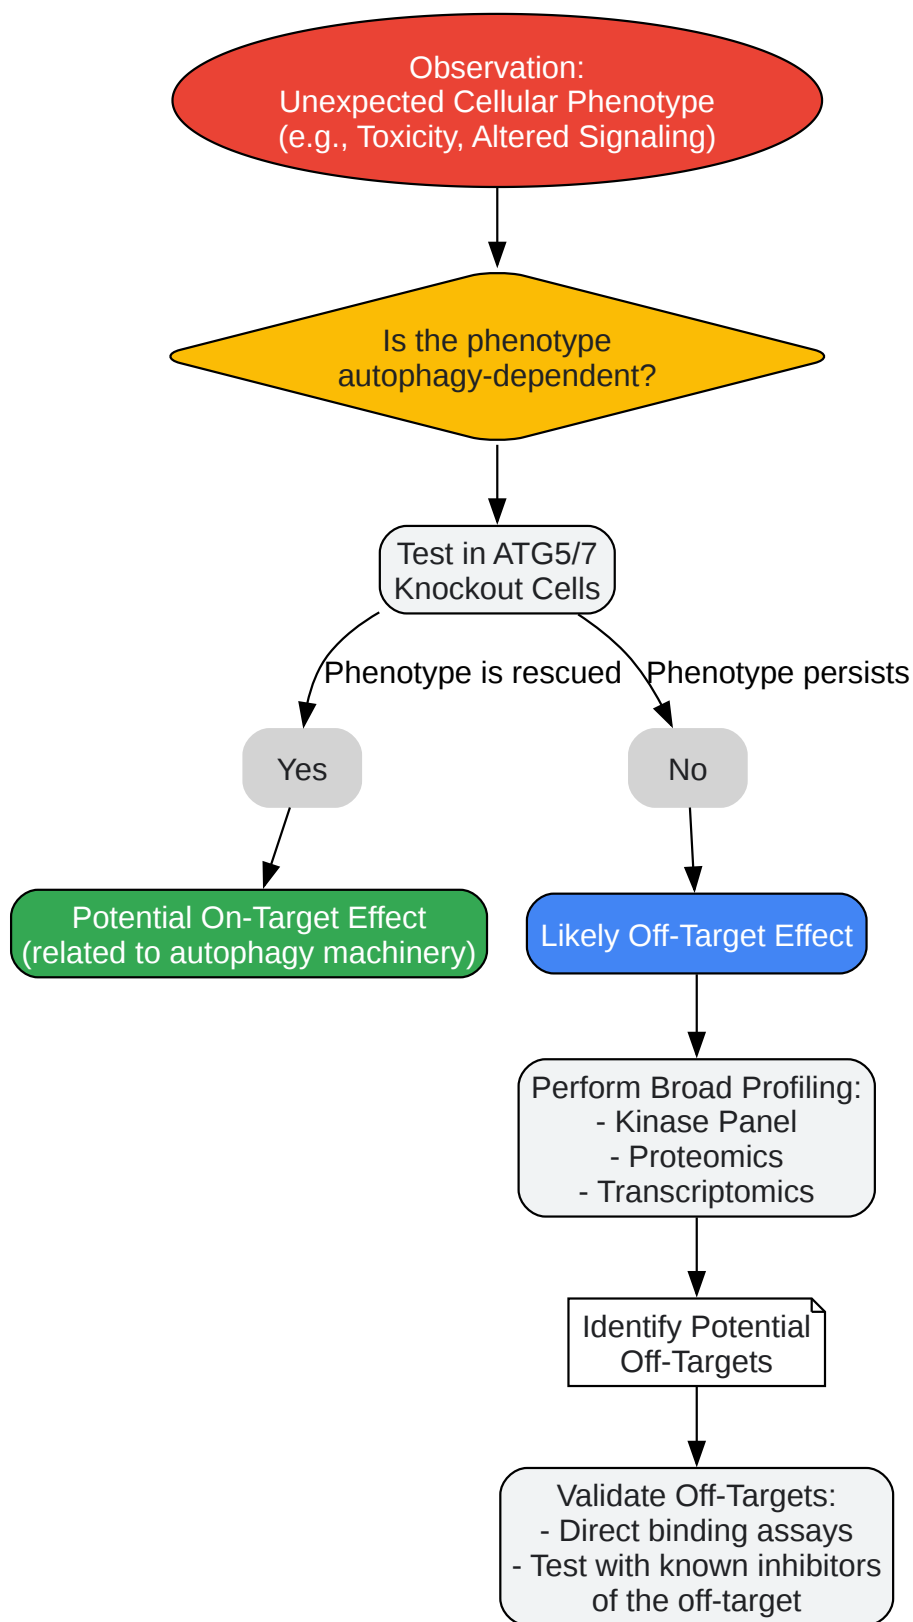 Observation:
Unexpected Cellular Phenotype
(e.g., Toxicity, Altered Signaling)
Is the phenotype
autophagy-dependent?
Test in ATG5/7
Knockout Cells
Phenotype is rescued
Phenotype persists
Yes
No
Potential On-Target Effect
(related to autophagy machinery)
Likely Off-Target Effect
Perform Broad Profiling:
- Kinase Panel
- Proteomics
- Transcriptomics
Identify Potential
Off-Targets
Validate Off-Targets:
- Direct binding assays
- Test with known inhibitors
of the off-target